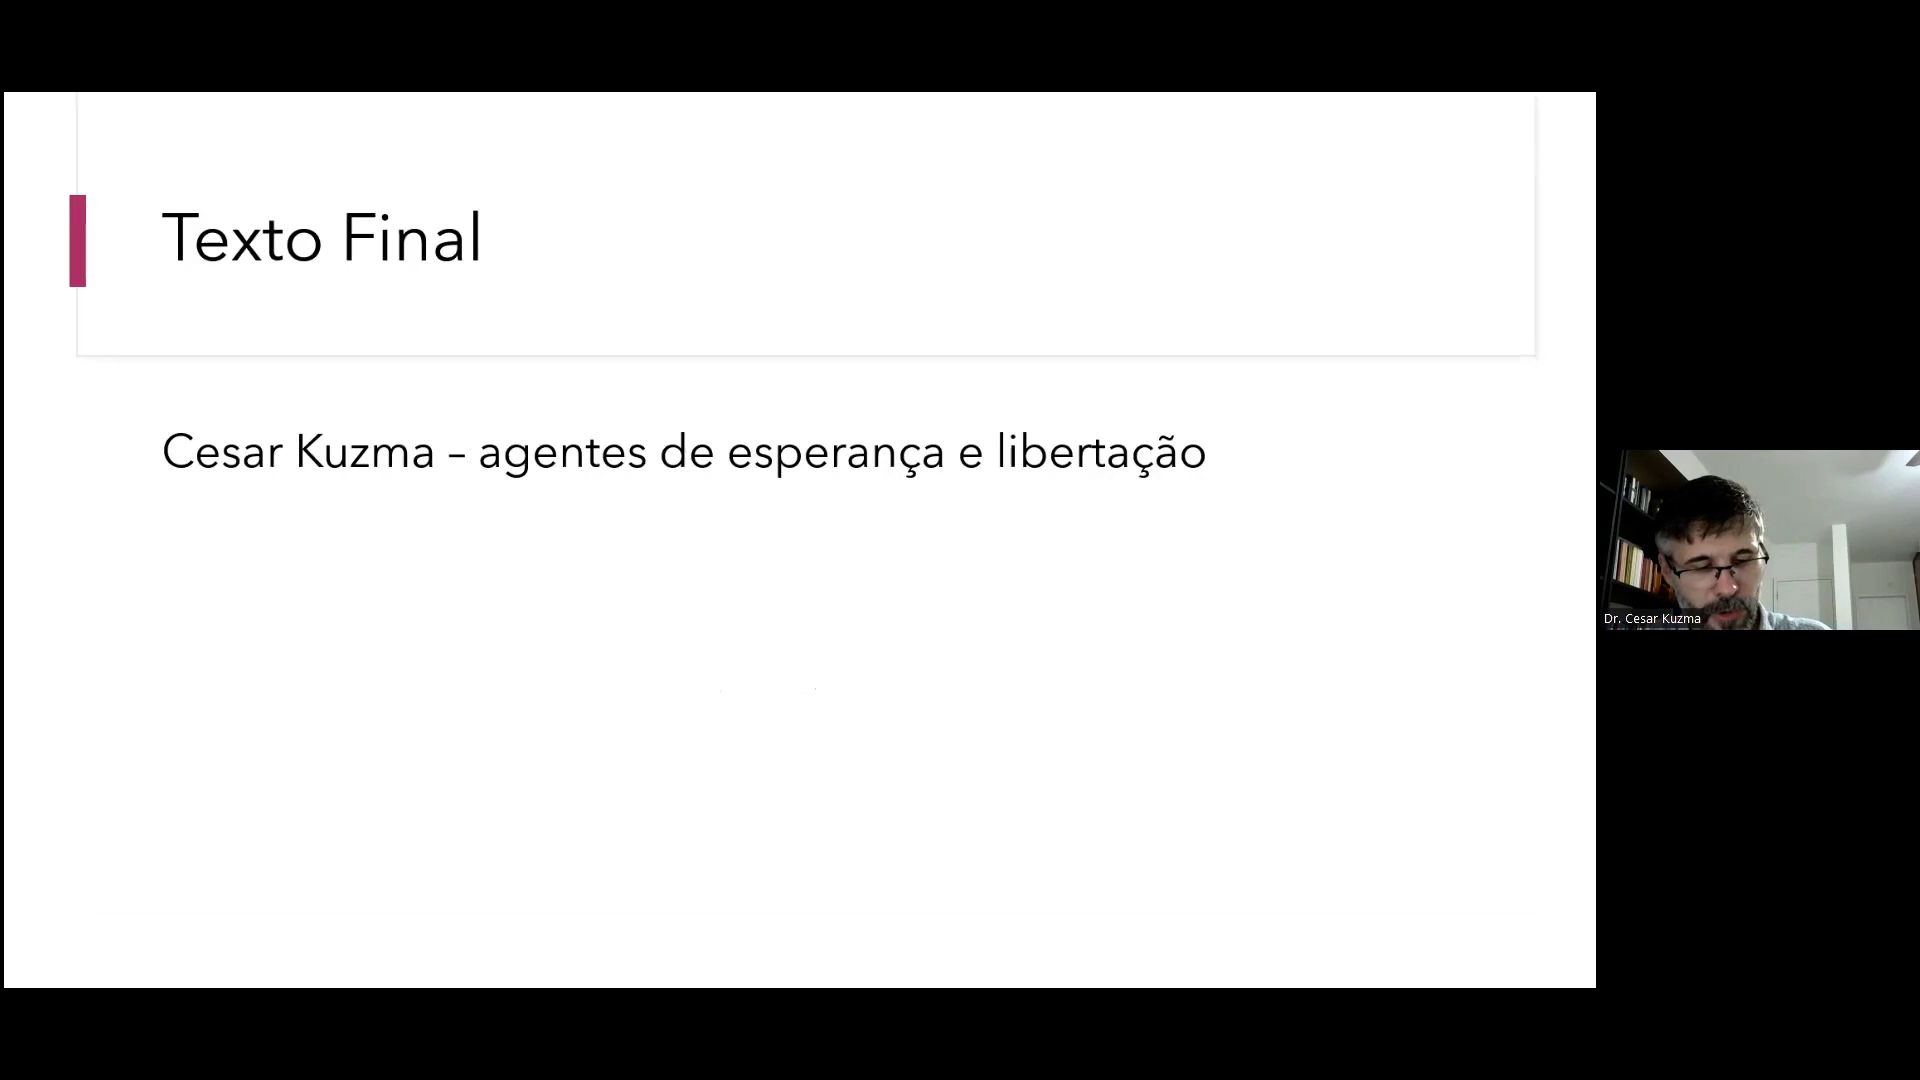 Texto Final
Cesar Kuzma – agentes de esperança e libertação
Dr. Cesar Kuzma